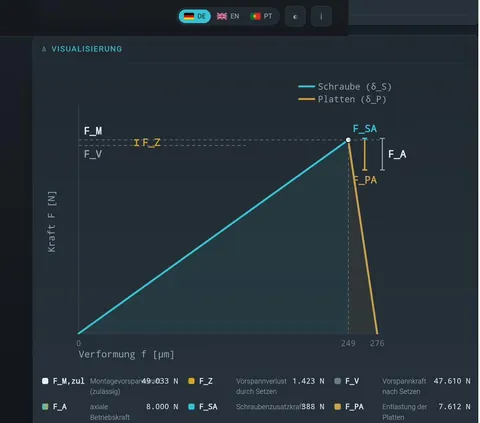 DE EN PT
VISUALISIERUNG
Schraube (δ_S)
Platten (δ_P)
F_SA
F_M
F_Z
F_V
F_A
F_PA
Kraft F [N]
0 249 276
Verformung f [µm]
F_M,zul Montagevorspannkraft (zulässig) 49.033 N
F_Z Vorspannverlust durch Setzen 1.423 N
F_V Vorspannkraft nach Setzen 47.610 N
F_A axiale Betriebskraft 8.000 N
F_SA Schraubenzusatzkraft 388 N
F_PA Entlastung der Platten 7.612 N